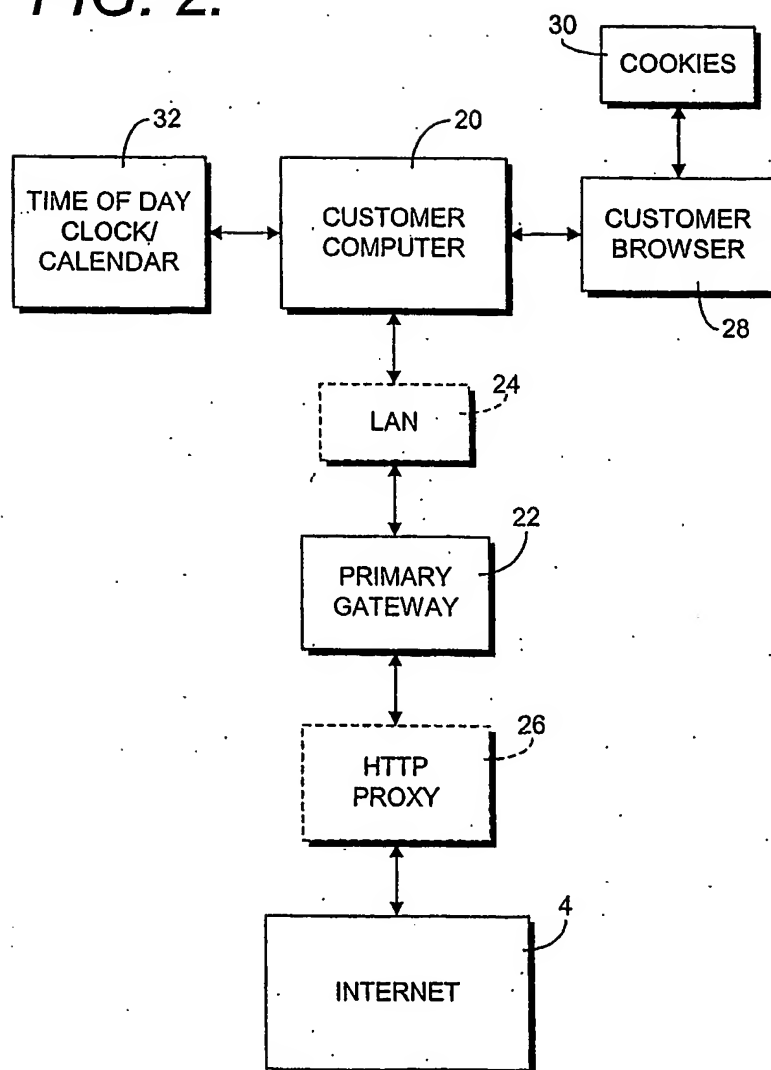 FIG. 2.
30
COOKIES
32
20
TIME OF DAY
CLOCK/
CALENDAR
CUSTOMER
COMPUTER
CUSTOMER
BROWSER
28
24
LAN
22
PRIMARY
GATEWAY
26
HTTP
PROXY
4
INTERNET